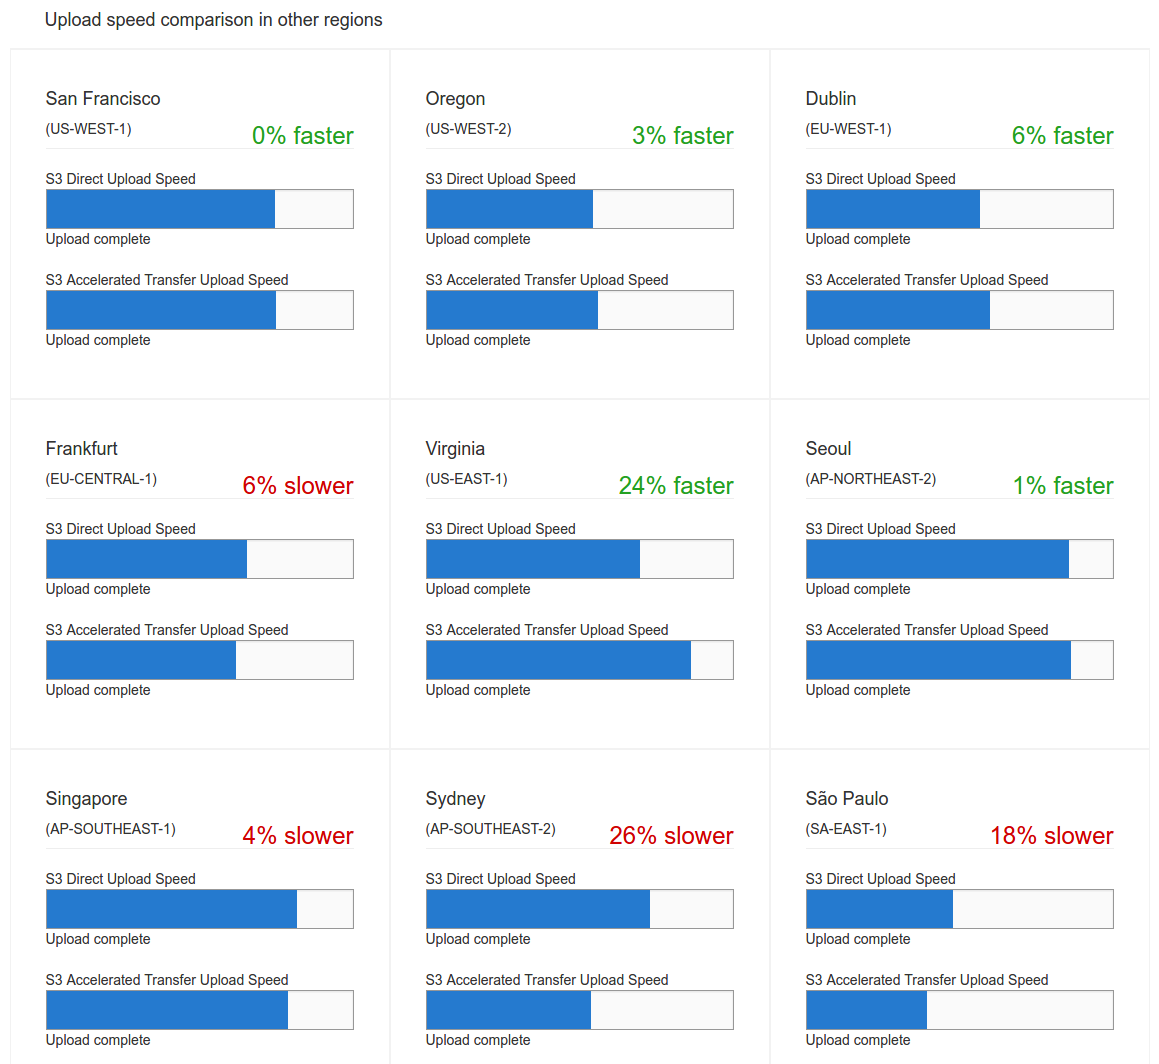 Upload speed comparison in other regions
San Francisco
(US-WEST-1)
0% faster
S3 Direct Upload Speed
Upload complete
S3 Accelerated Transfer Upload Speed
Upload complete
Oregon
(US-WEST-2)
3% faster
S3 Direct Upload Speed
Upload complete
S3 Accelerated Transfer Upload Speed
Upload complete
Dublin
(EU-WEST-1)
6% faster
S3 Direct Upload Speed
Upload complete
S3 Accelerated Transfer Upload Speed
Upload complete
Frankfurt
(EU-CENTRAL-1)
6% slower
S3 Direct Upload Speed
Upload complete
S3 Accelerated Transfer Upload Speed
Upload complete
Virginia
(US-EAST-1)
24% faster
S3 Direct Upload Speed
Upload complete
S3 Accelerated Transfer Upload Speed
Upload complete
Seoul
(AP-NORTHEAST-2)
1% faster
S3 Direct Upload Speed
Upload complete
S3 Accelerated Transfer Upload Speed
Upload complete
Singapore
(AP-SOUTHEAST-1)
4% slower
S3 Direct Upload Speed
Upload complete
S3 Accelerated Transfer Upload Speed
Upload complete
Sydney
(AP-SOUTHEAST-2)
26% slower
S3 Direct Upload Speed
Upload complete
S3 Accelerated Transfer Upload Speed
Upload complete
São Paulo
(SA-EAST-1)
18% slower
S3 Direct Upload Speed
Upload complete
S3 Accelerated Transfer Upload Speed
Upload complete